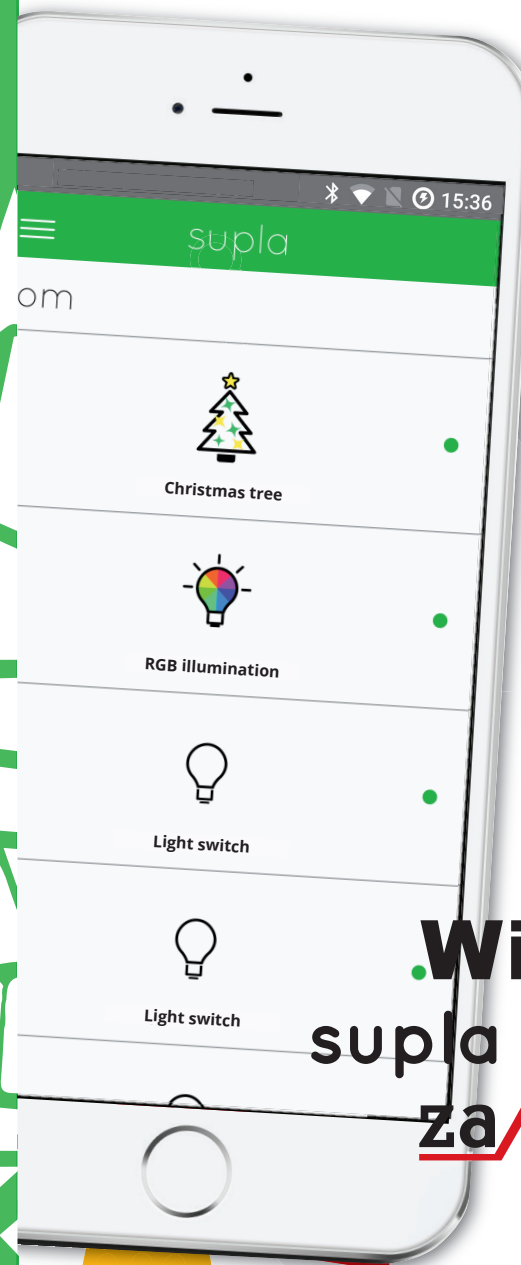 15:36
supla
om
Christmas tree
RGB illumination
Light switch
Light switch
Wi
supla
za